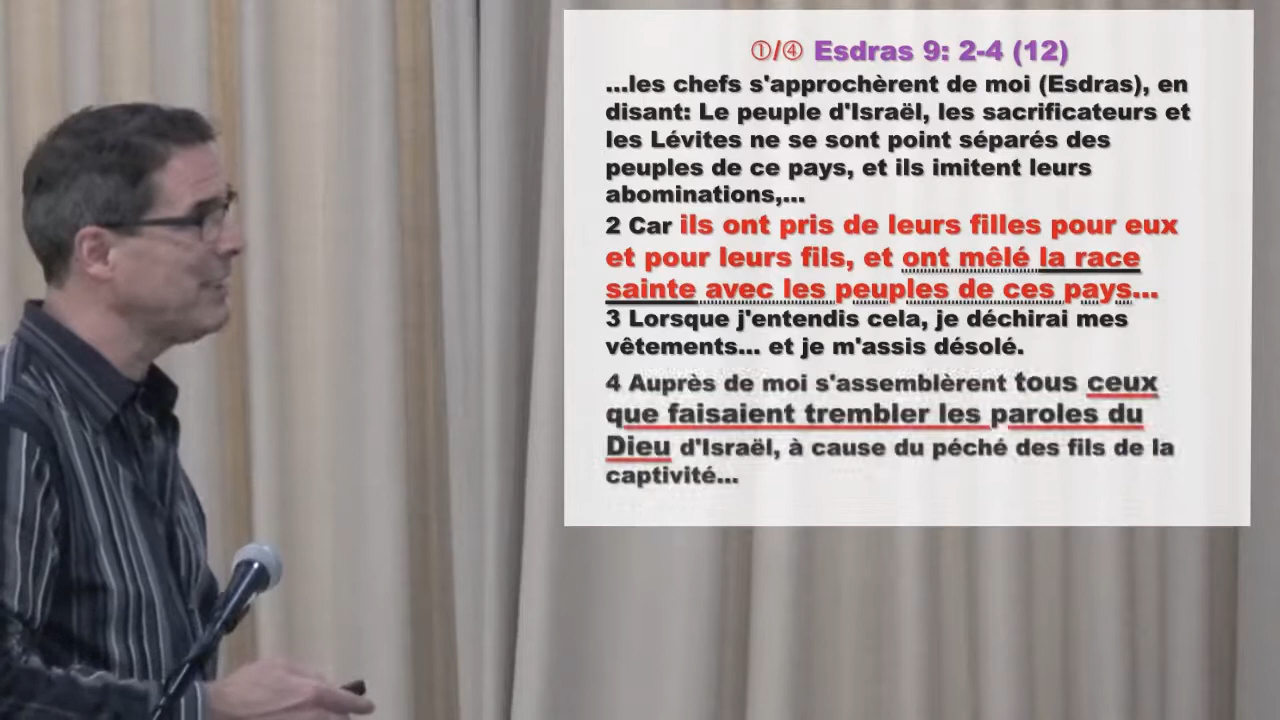 ①/④ Esdras 9: 2-4 (12)
...les chefs s'approchèrent de moi (Esdras), en
disant: Le peuple d'Israël, les sacrificateurs et
les Lévites ne se sont point séparés des
peuples de ce pays, et ils imitent leurs
abominations,...
2 Car ils ont pris de leurs filles pour eux
et pour leurs fils, et ont mêlé la race
sainte avec les peuples de ces pays...
3 Lorsque j'entendis cela, je déchirai mes
vêtements... et je m'assis désolé.
4 Auprès de moi s'assemblèrent tous ceux
que faisaient trembler les paroles du
Dieu d'Israël, à cause du péché des fils de la
captivité...